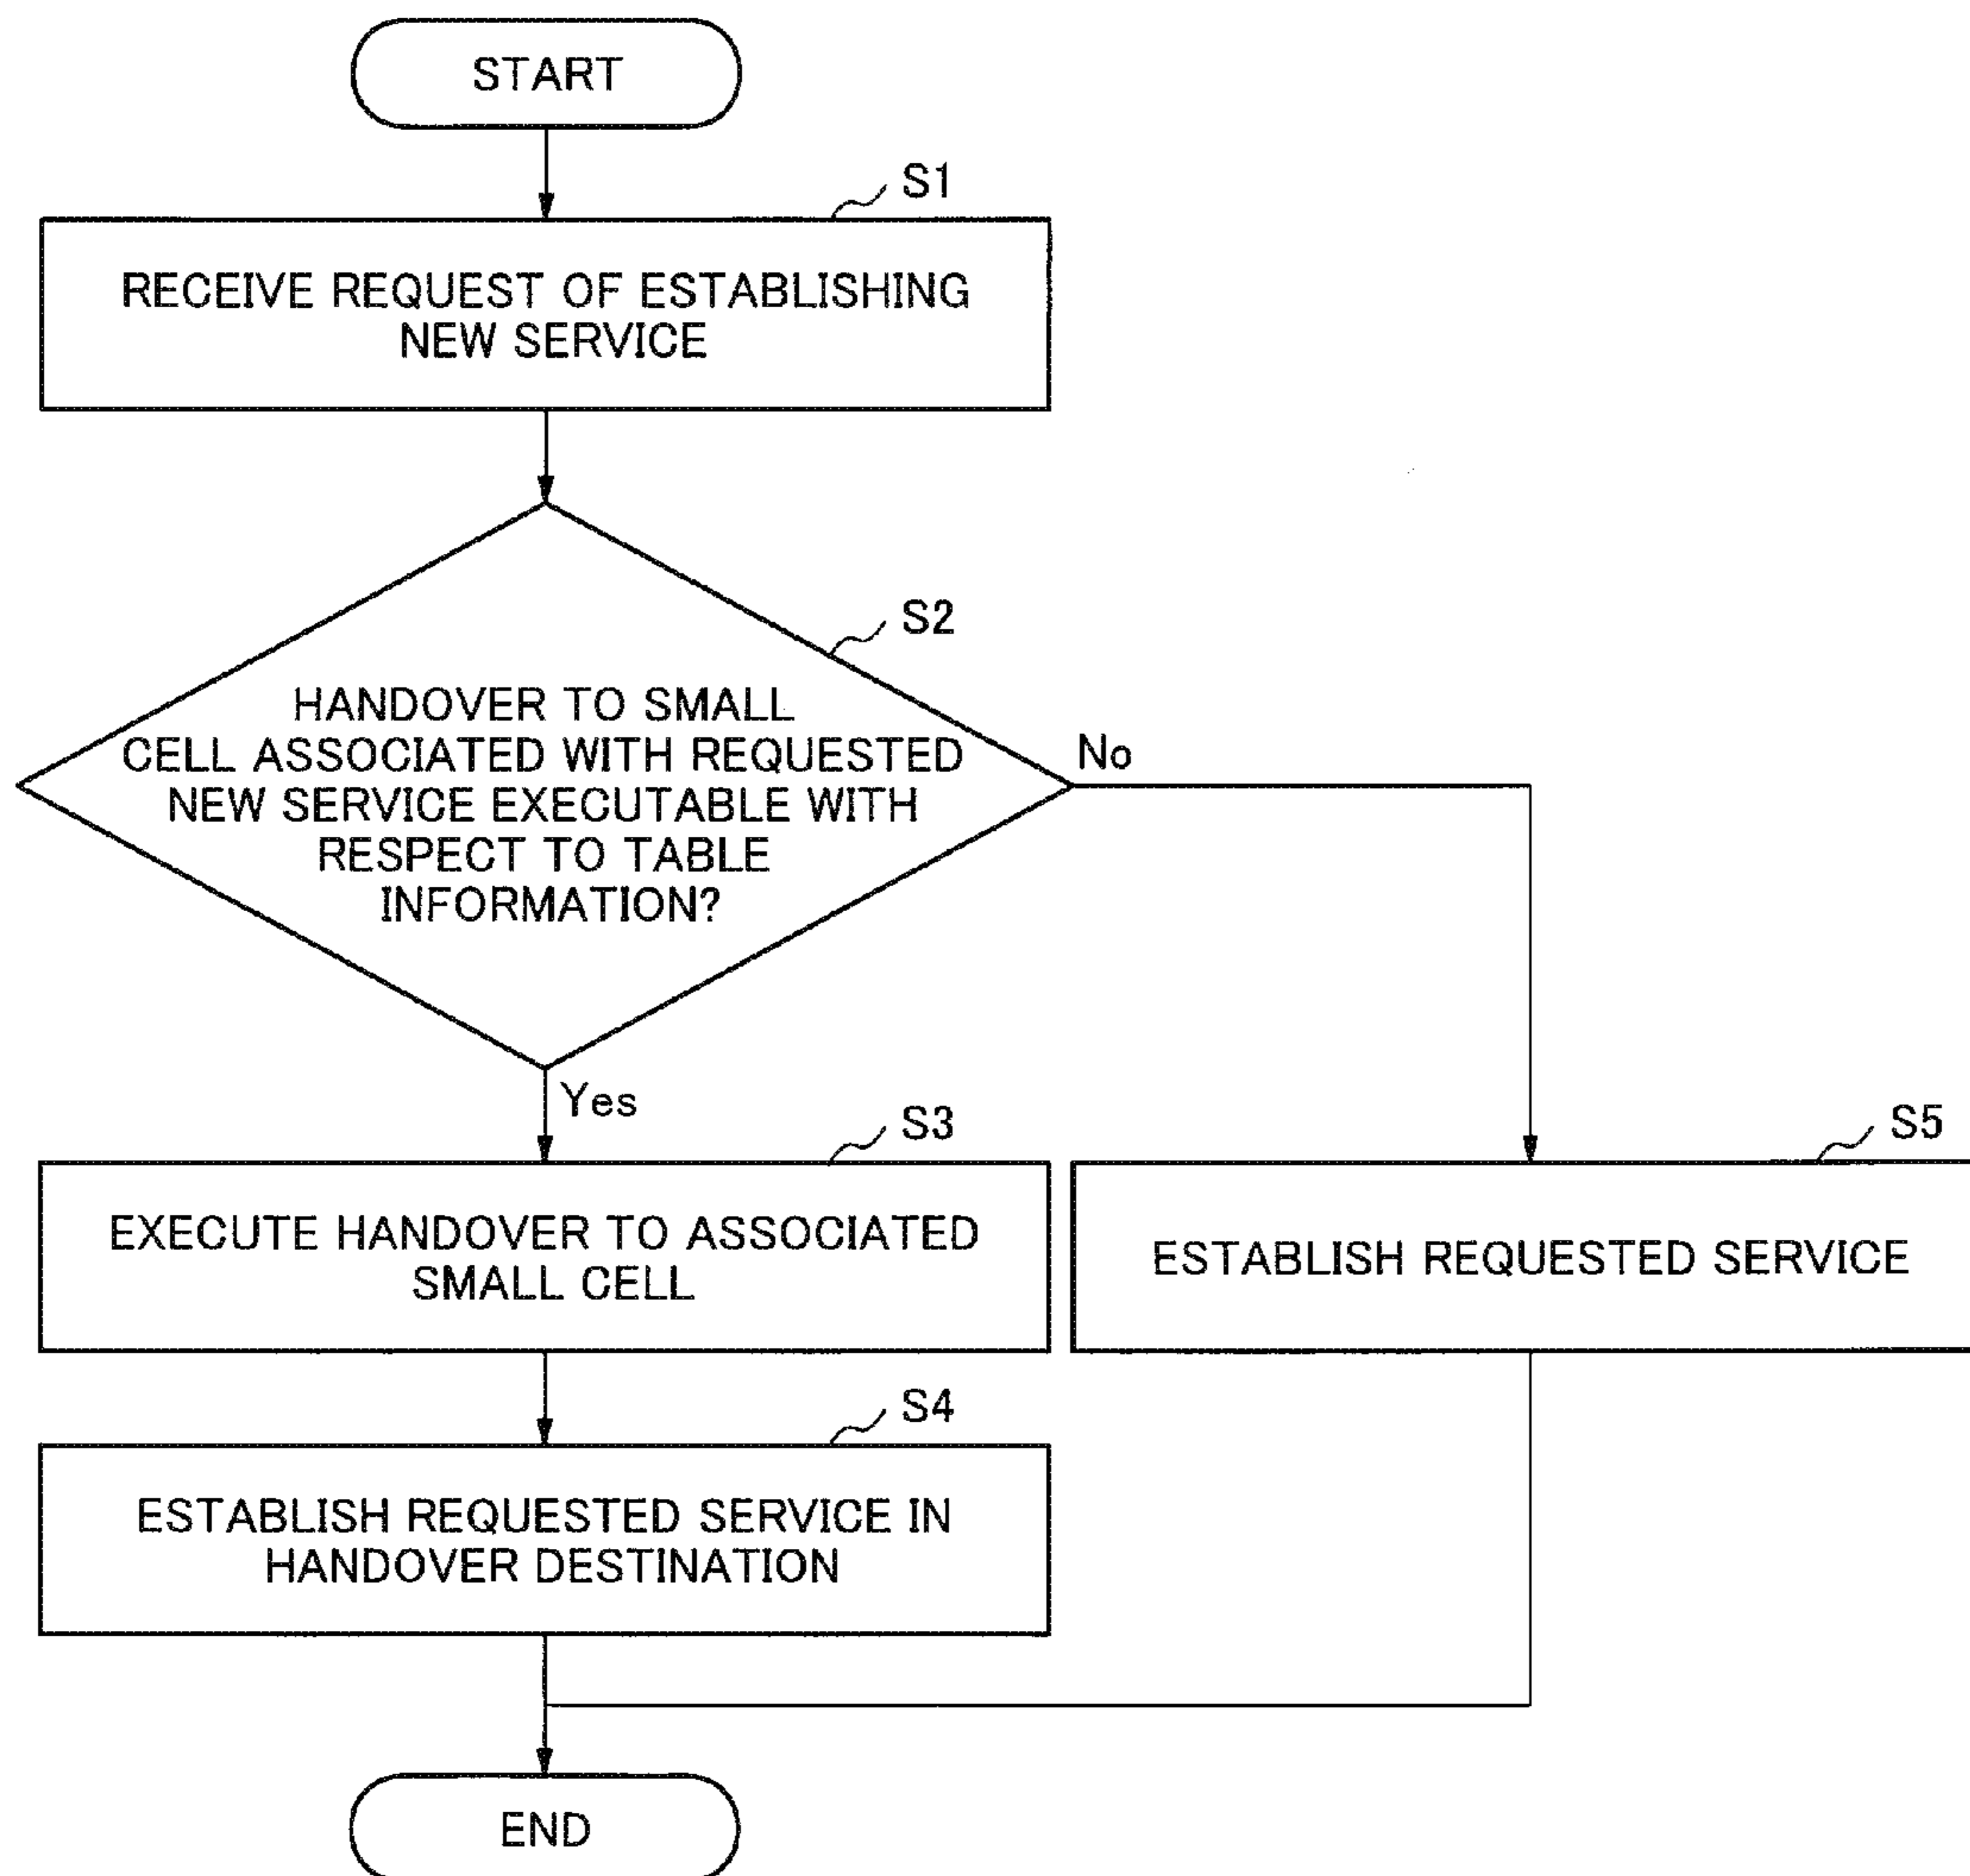 START
S1
RECEIVE REQUEST OF ESTABLISHING
NEW SERVICE
S2
HANDOVER TO SMALL
CELL ASSOCIATED WITH REQUESTED
NEW SERVICE EXECUTABLE WITH
RESPECT TO TABLE
INFORMATION?
No
Yes
S3
EXECUTE HANDOVER TO ASSOCIATED
SMALL CELL
S5
ESTABLISH REQUESTED SERVICE
S4
ESTABLISH REQUESTED SERVICE IN
HANDOVER DESTINATION
END